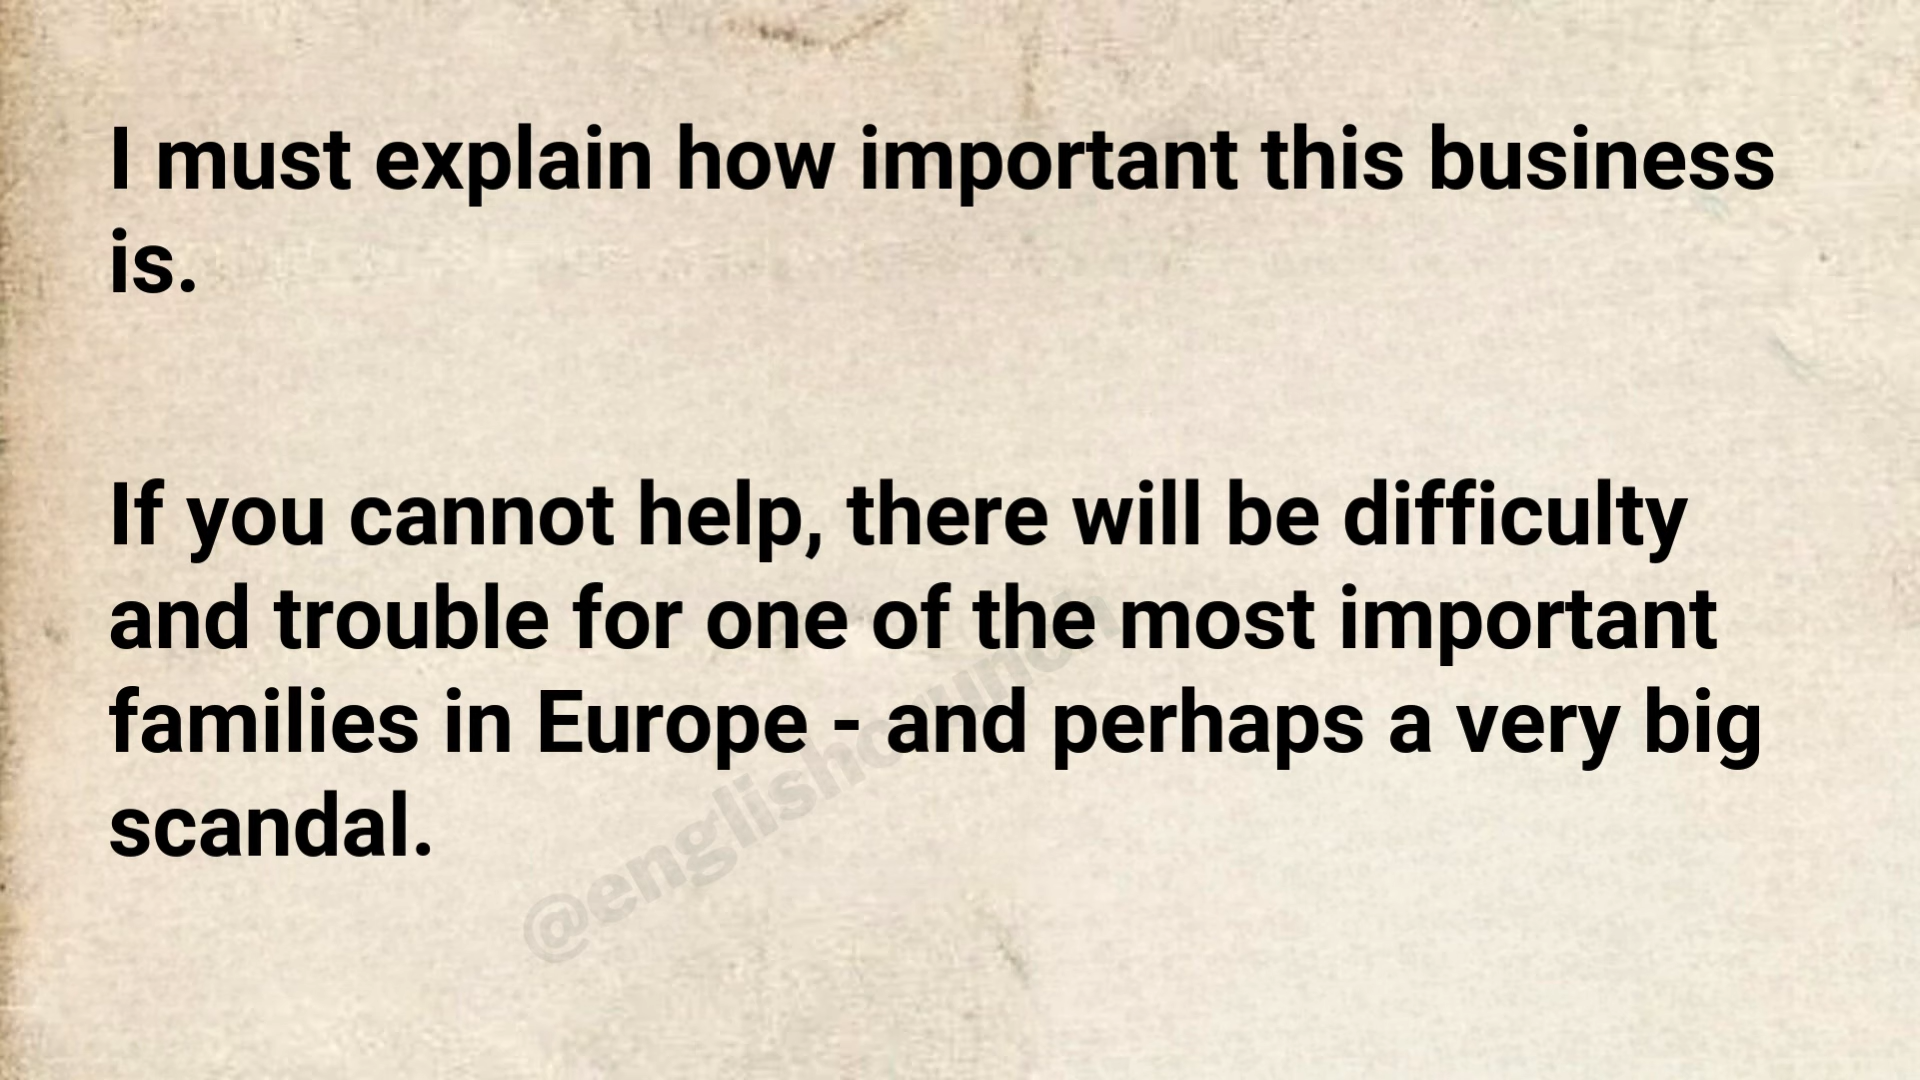 I must explain how important this business
is.
If you cannot help, there will be difficulty
and trouble for one of the most important
families in Europe - and perhaps a very big
scandal.